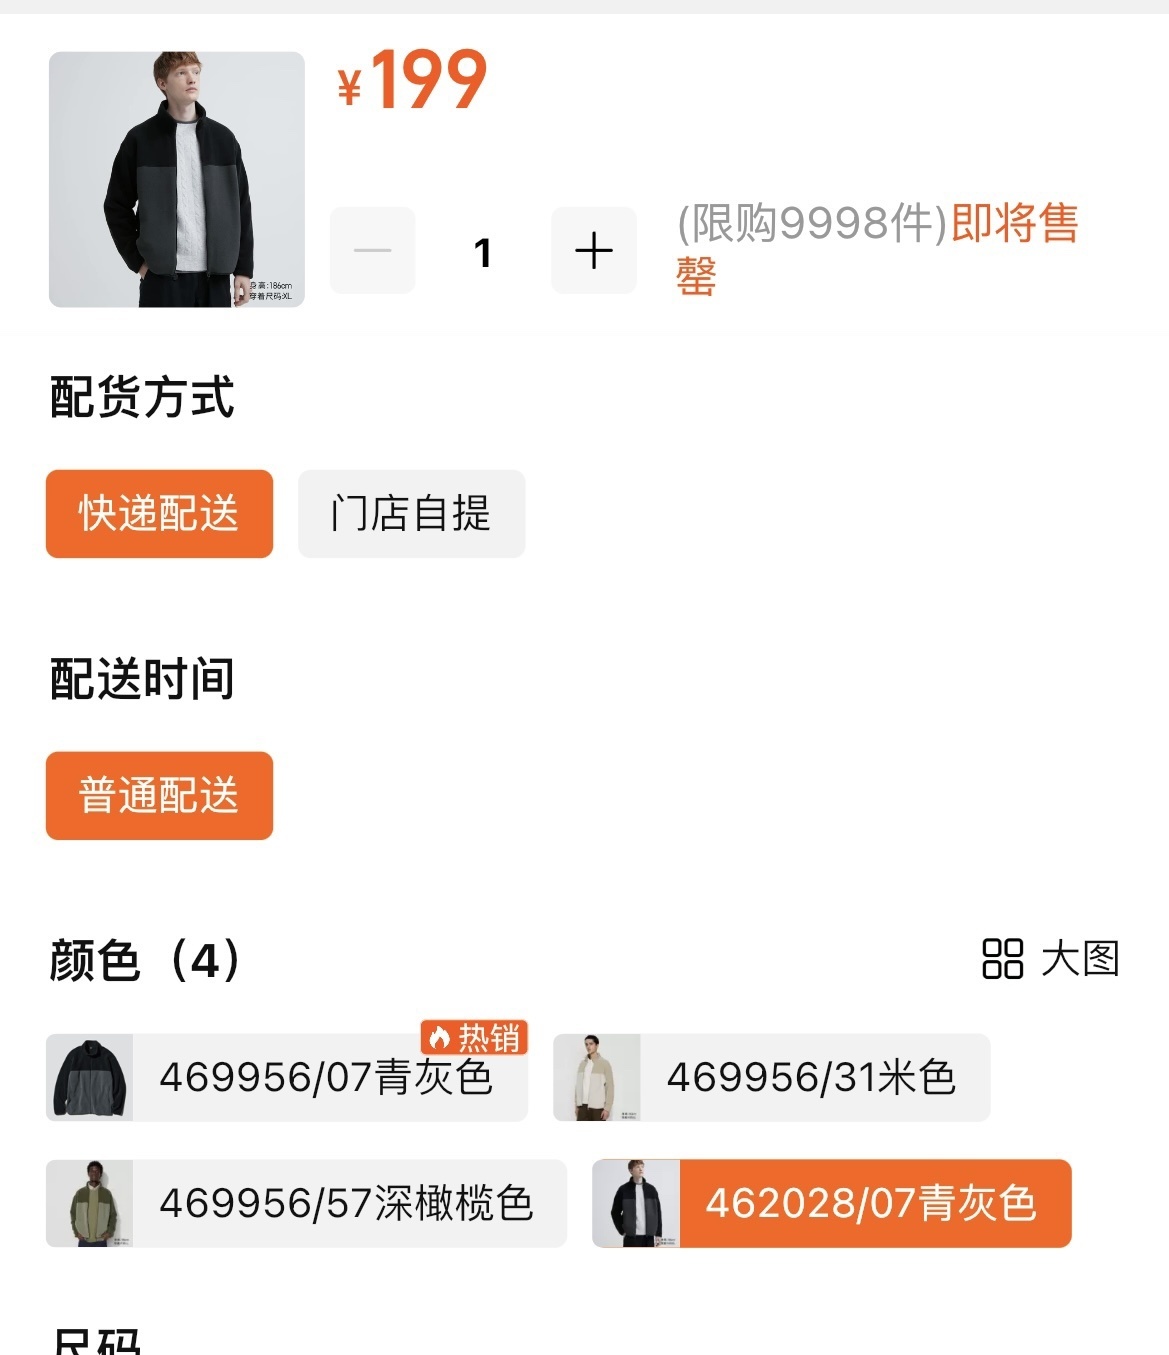 ¥199
1
(限购9998件)即将售
罄
身高:186cm
穿着尺码:XL
配货方式
快递配送
门店自提
配送时间
普通配送
颜色（4）
大图
热销
469956/07青灰色
469956/31米色
469956/57深橄榄色
462028/07青灰色
尺码